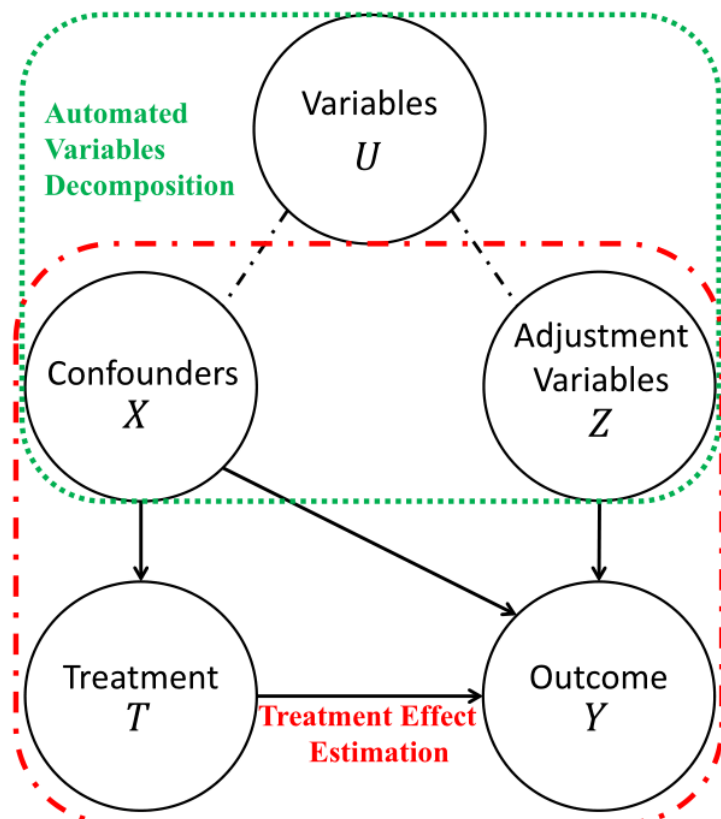 Variables
U
Automated
Variables
Decomposition
Confounders
X
Adjustment
Variables
Z
Treatment
T
Outcome
Y
Treatment Effect
Estimation